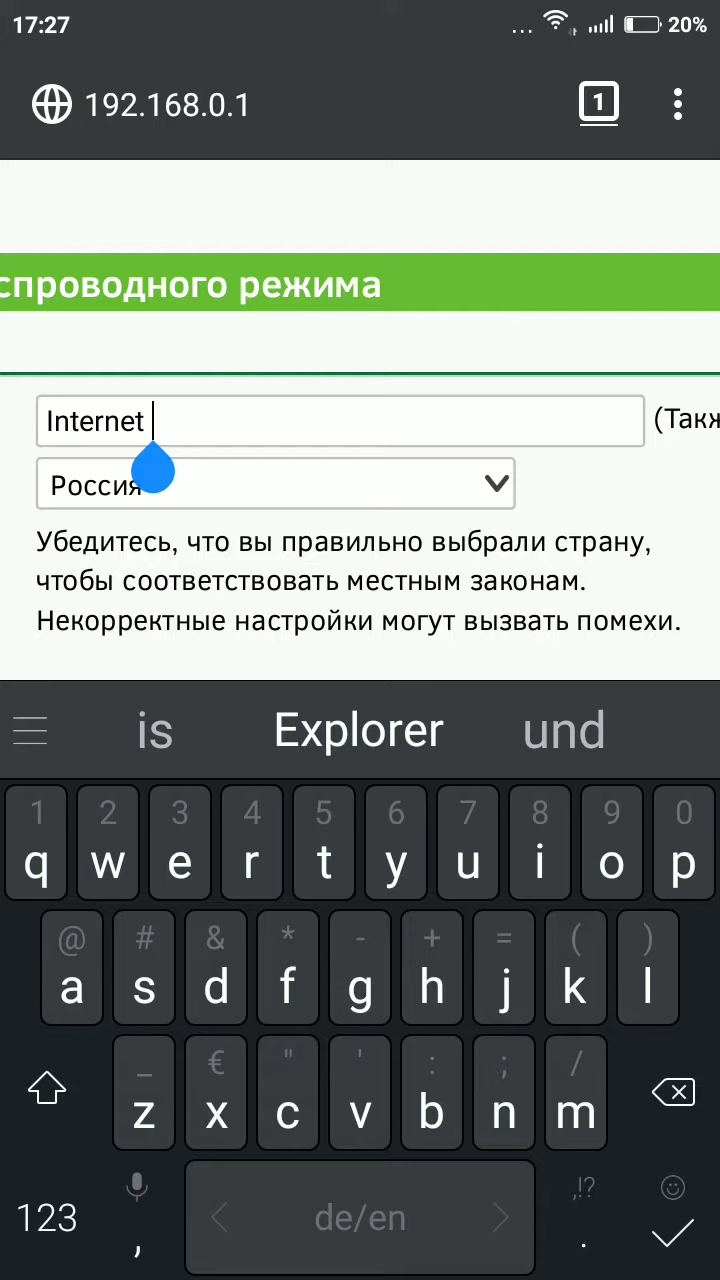 17:27 ... 20%
192.168.0.1 1
спроводного режима
Internet (Такж
Россия
Убедитесь, что вы правильно выбрали страну,
чтобы соответствовать местным законам.
Некорректные настройки могут вызвать помехи.
is Explorer und
1 2 3 4 5 6 7 8 9 0
q w e r t y u i o p
@ # & * - + = ( )
a s d f g h j k l
_ € " ' : ; /
z x c v b n m
,!?
123 , de/en .